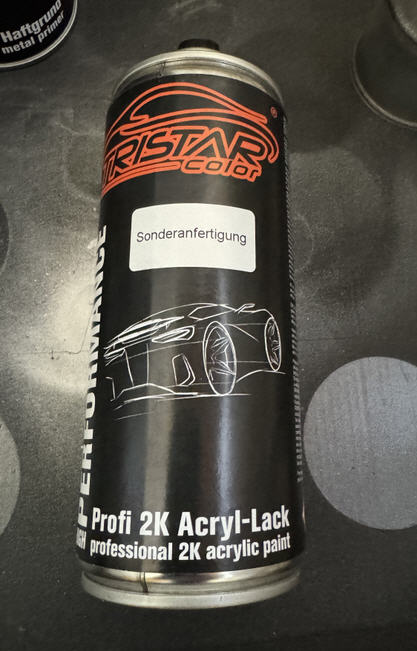 Haftgrund
metal primer
TRISTAR
color
®
Sonderanfertigung
PERFORMANCE
Profi 2K Acryl-Lack
professional 2K acrylic paint